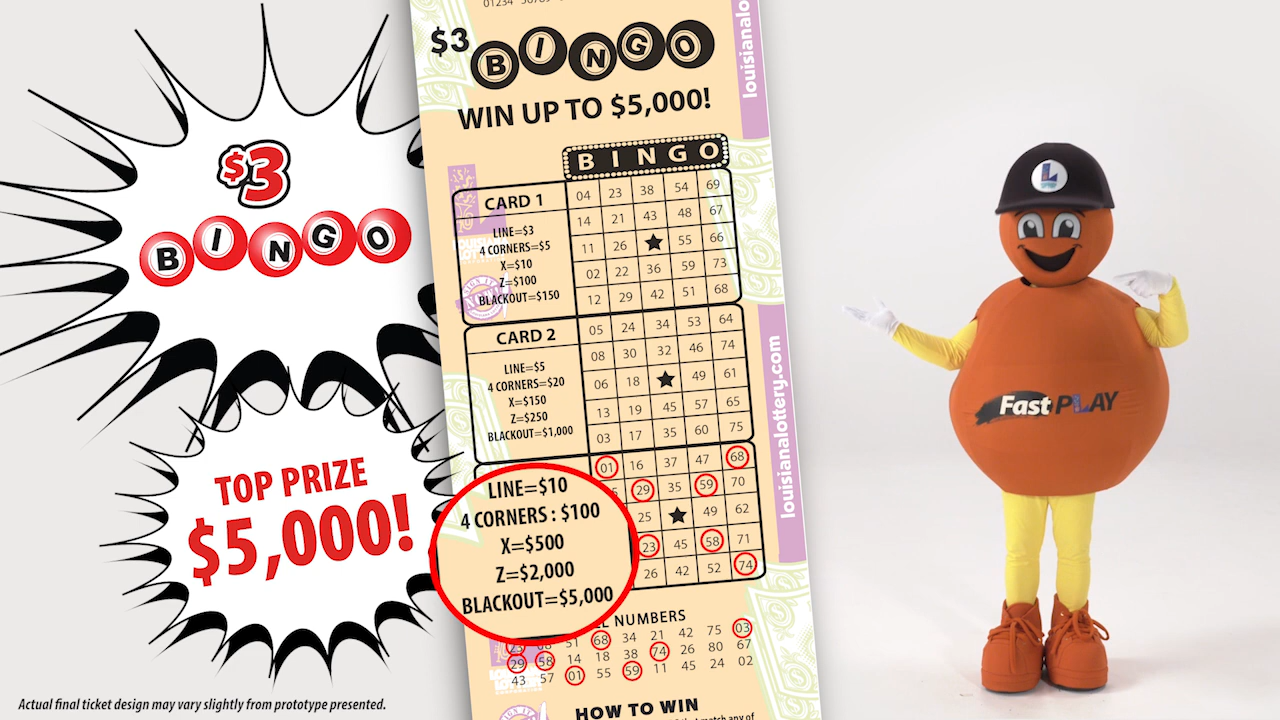 $3
BINGO
TOP PRIZE
$5,000!
Actual final ticket design may vary slightly from prototype presented.
$3 BINGO
WIN UP TO $5,000!
BINGO
CARD 1
LINE=$3
4 CORNERS=$5
X=$10
Z=$100
BLACKOUT=$150
04 23 38 54 69
14 21 43 48 67
11 26 ★ 55 66
02 22 36 59 73
12 29 42 51 68
CARD 2
LINE=$5
4 CORNERS=$20
X=$150
Z=$250
BLACKOUT=$1,000
05 24 34 53 64
08 30 32 46 74
06 18 ★ 49 61
13 19 45 57 65
03 17 35 60 75
LINE=$10
4 CORNERS : $100
X=$500
Z=$2,000
BLACKOUT=$5,000
01 16 37 47 68
29 35 59 70
25 ★ 49 62
23 45 58 71
26 42 52 74
NUMBERS
68 34 21 42 75 03
29 58 14 18 38 74 26 80 67
43 57 01 55 59 11 45 24 02
HOW TO WIN
louisianalottery.com
L
Fast PLAY